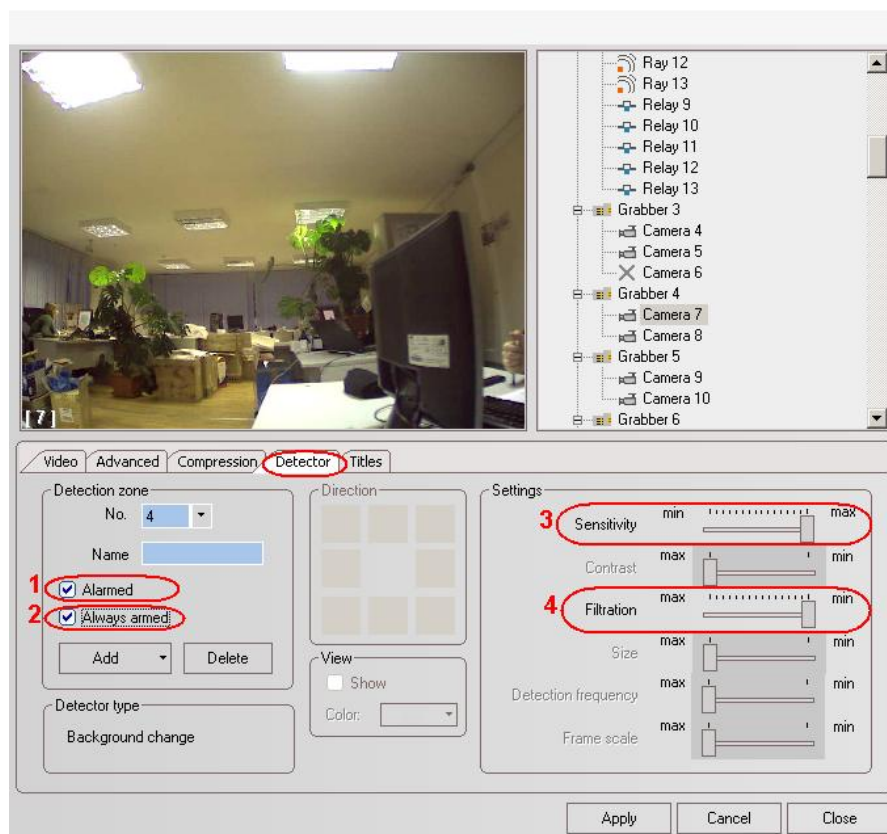 Ray 12
Ray 13
Relay 9
Relay 10
Relay 11
Relay 12
Relay 13
Grabber 3
Camera 4
Camera 5
Camera 6
Grabber 4
Camera 7
Camera 8
Grabber 5
Camera 9
Camera 10
Grabber 6
[7]
Video Advanced Compression Detector Titles
Detection zone
No. 4
Name
1 Alarmed
2 Always armed
Add Delete
Detector type
Background change
Direction
View
Show
Color:
Settings
3 Sensitivity min max
Contrast max min
4 Filtration max min
Size max min
Detection frequency max min
Frame scale max min
Apply Cancel Close